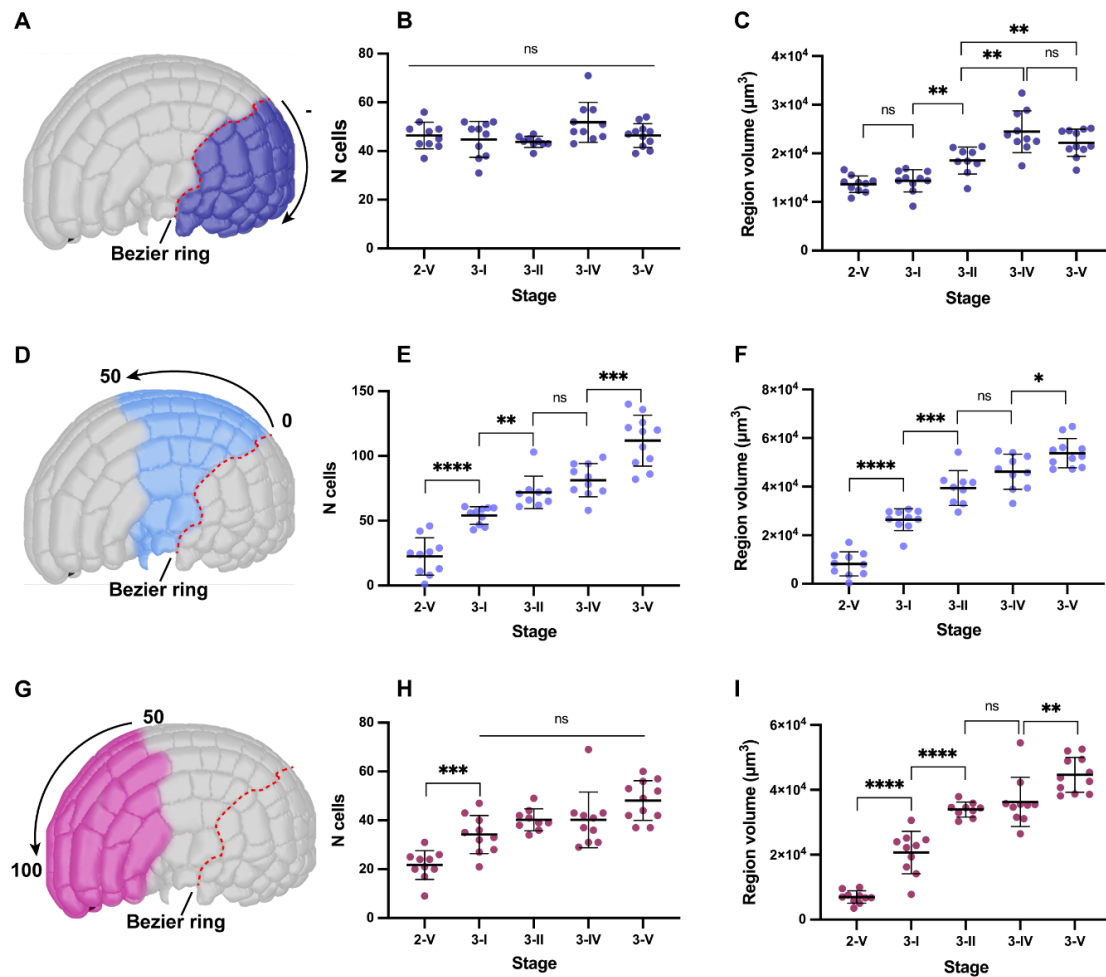 A
-
Bezier ring
B
ns
80
60
40
20
0
N cells
2-V 3-I 3-II 3-IV 3-V
Stage
C
**
** ns
**
ns
4×10⁴
3×10⁴
2×10⁴
1×10⁴
0
Region volume (µm³)
2-V 3-I 3-II 3-IV 3-V
Stage
D
50
0
Bezier ring
E
***
ns
**
****
150
100
50
0
N cells
2-V 3-I 3-II 3-IV 3-V
Stage
F
*
ns
***
****
8×10⁴
6×10⁴
4×10⁴
2×10⁴
0
Region volume (µm³)
2-V 3-I 3-II 3-IV 3-V
Stage
G
50
100
Bezier ring
H
ns
***
80
60
40
20
0
N cells
2-V 3-I 3-II 3-IV 3-V
Stage
I
ns **
****
****
6×10⁴
4×10⁴
2×10⁴
0
Region volume (µm³)
2-V 3-I 3-II 3-IV 3-V
Stage